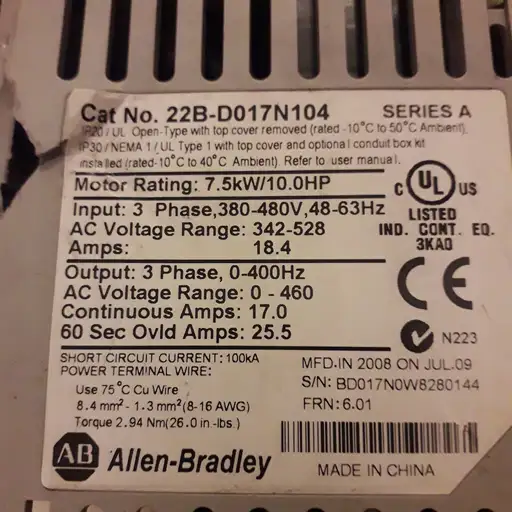 Cat No. 22B-D017N104 SERIES A
IP20 / UL Open-Type with top cover removed (rated -10°C to 50°C Ambient).
IP30 / NEMA 1 / UL Type 1 with top cover and optional conduit box kit
installed (rated-10°C to 40°C Ambient). Refer to user manual.
Motor Rating: 7.5kW/10.0HP
Input: 3 Phase,380-480V,48-63Hz
AC Voltage Range: 342-528
Amps: 18.4
C UL US
LISTED
IND. CONT. EQ.
3KA0
Output: 3 Phase, 0-400Hz
AC Voltage Range: 0 - 460
Continuous Amps: 17.0
60 Sec Ovld Amps: 25.5
CE
N223
SHORT CIRCUIT CURRENT: 100kA
POWER TERMINAL WIRE:
Use 75°C Cu Wire
8.4 mm² - 1.3 mm² (8-16 AWG)
Torque 2.94 Nm(26.0 in.-lbs.)
MFD.IN 2008 ON JUL.09
S/N: BD017N0W8280144
FRN: 6.01
AB Allen-Bradley
MADE IN CHINA